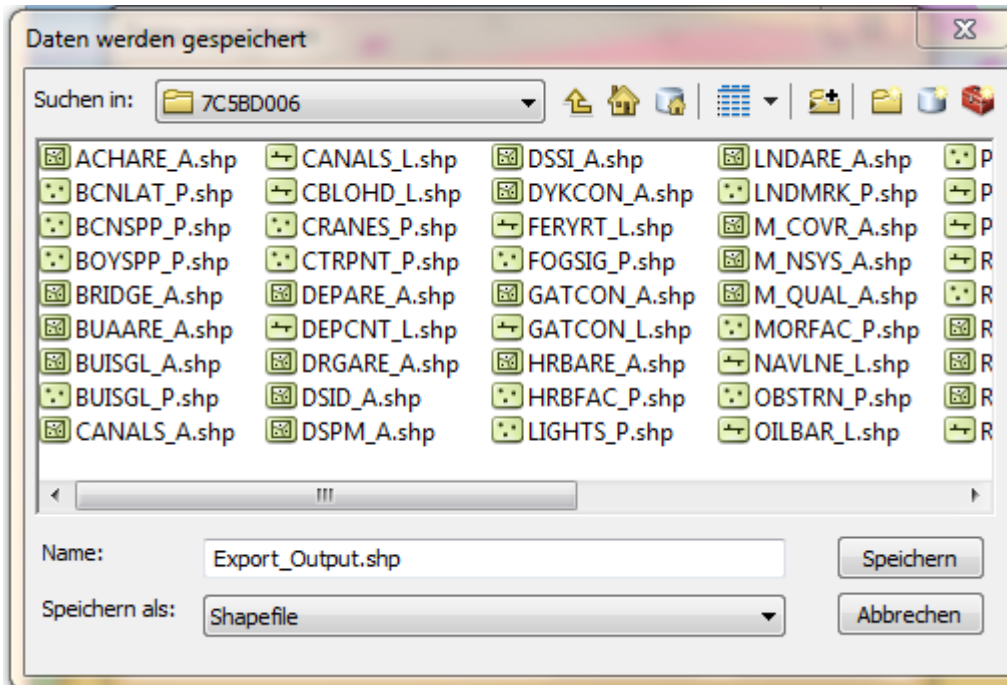 Daten werden gespeichert
Suchen in: 7C5BD006
ACHARE_A.shp
BCNLAT_P.shp
BCNSPP_P.shp
BOYSPP_P.shp
BRIDGE_A.shp
BUAARE_A.shp
BUISGL_A.shp
BUISGL_P.shp
CANALS_A.shp
CANALS_L.shp
CBLOHD_L.shp
CRANES_P.shp
CTRPNT_P.shp
DEPARE_A.shp
DEPCNT_L.shp
DRGARE_A.shp
DSID_A.shp
DSPM_A.shp
DSSI_A.shp
DYKCON_A.shp
FERYRT_L.shp
FOGSIG_P.shp
GATCON_A.shp
GATCON_L.shp
HRBARE_A.shp
HRBFAC_P.shp
LIGHTS_P.shp
LNDARE_A.shp
LNDMRK_P.shp
M_COVR_A.shp
M_NSYS_A.shp
M_QUAL_A.shp
MORFAC_P.shp
NAVLNE_L.shp
OBSTRN_P.shp
OILBAR_L.shp
P
P
P
R
R
R
R
R
R
Name: Export_Output.shp Speichern
Speichern als: Shapefile Abbrechen